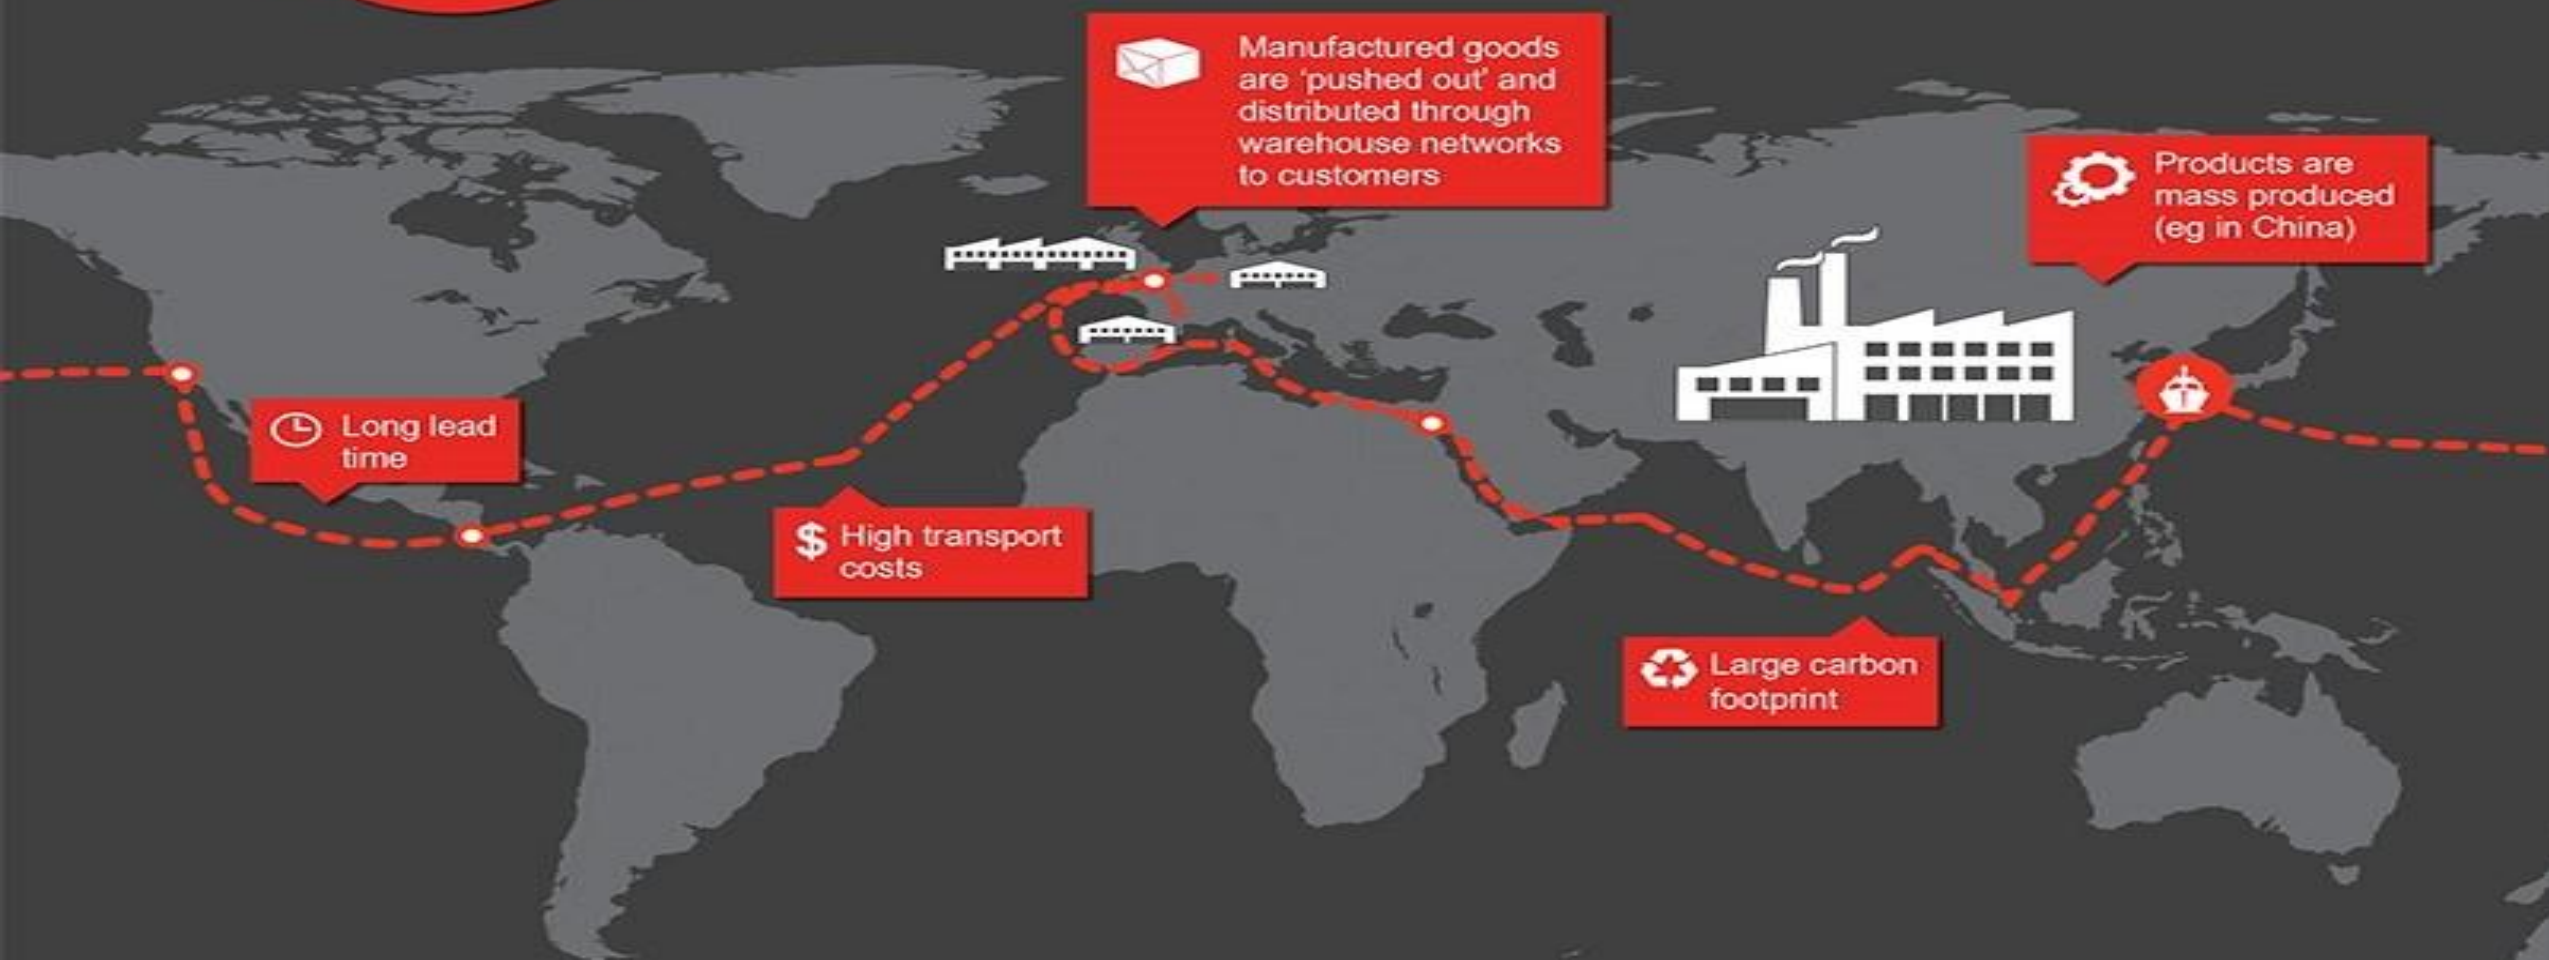 Manufactured goods
are 'pushed out' and
distributed through
warehouse networks
to customers
Products are
mass produced
(eg in China)
Long lead
time
$ High transport
costs
Large carbon
footprint